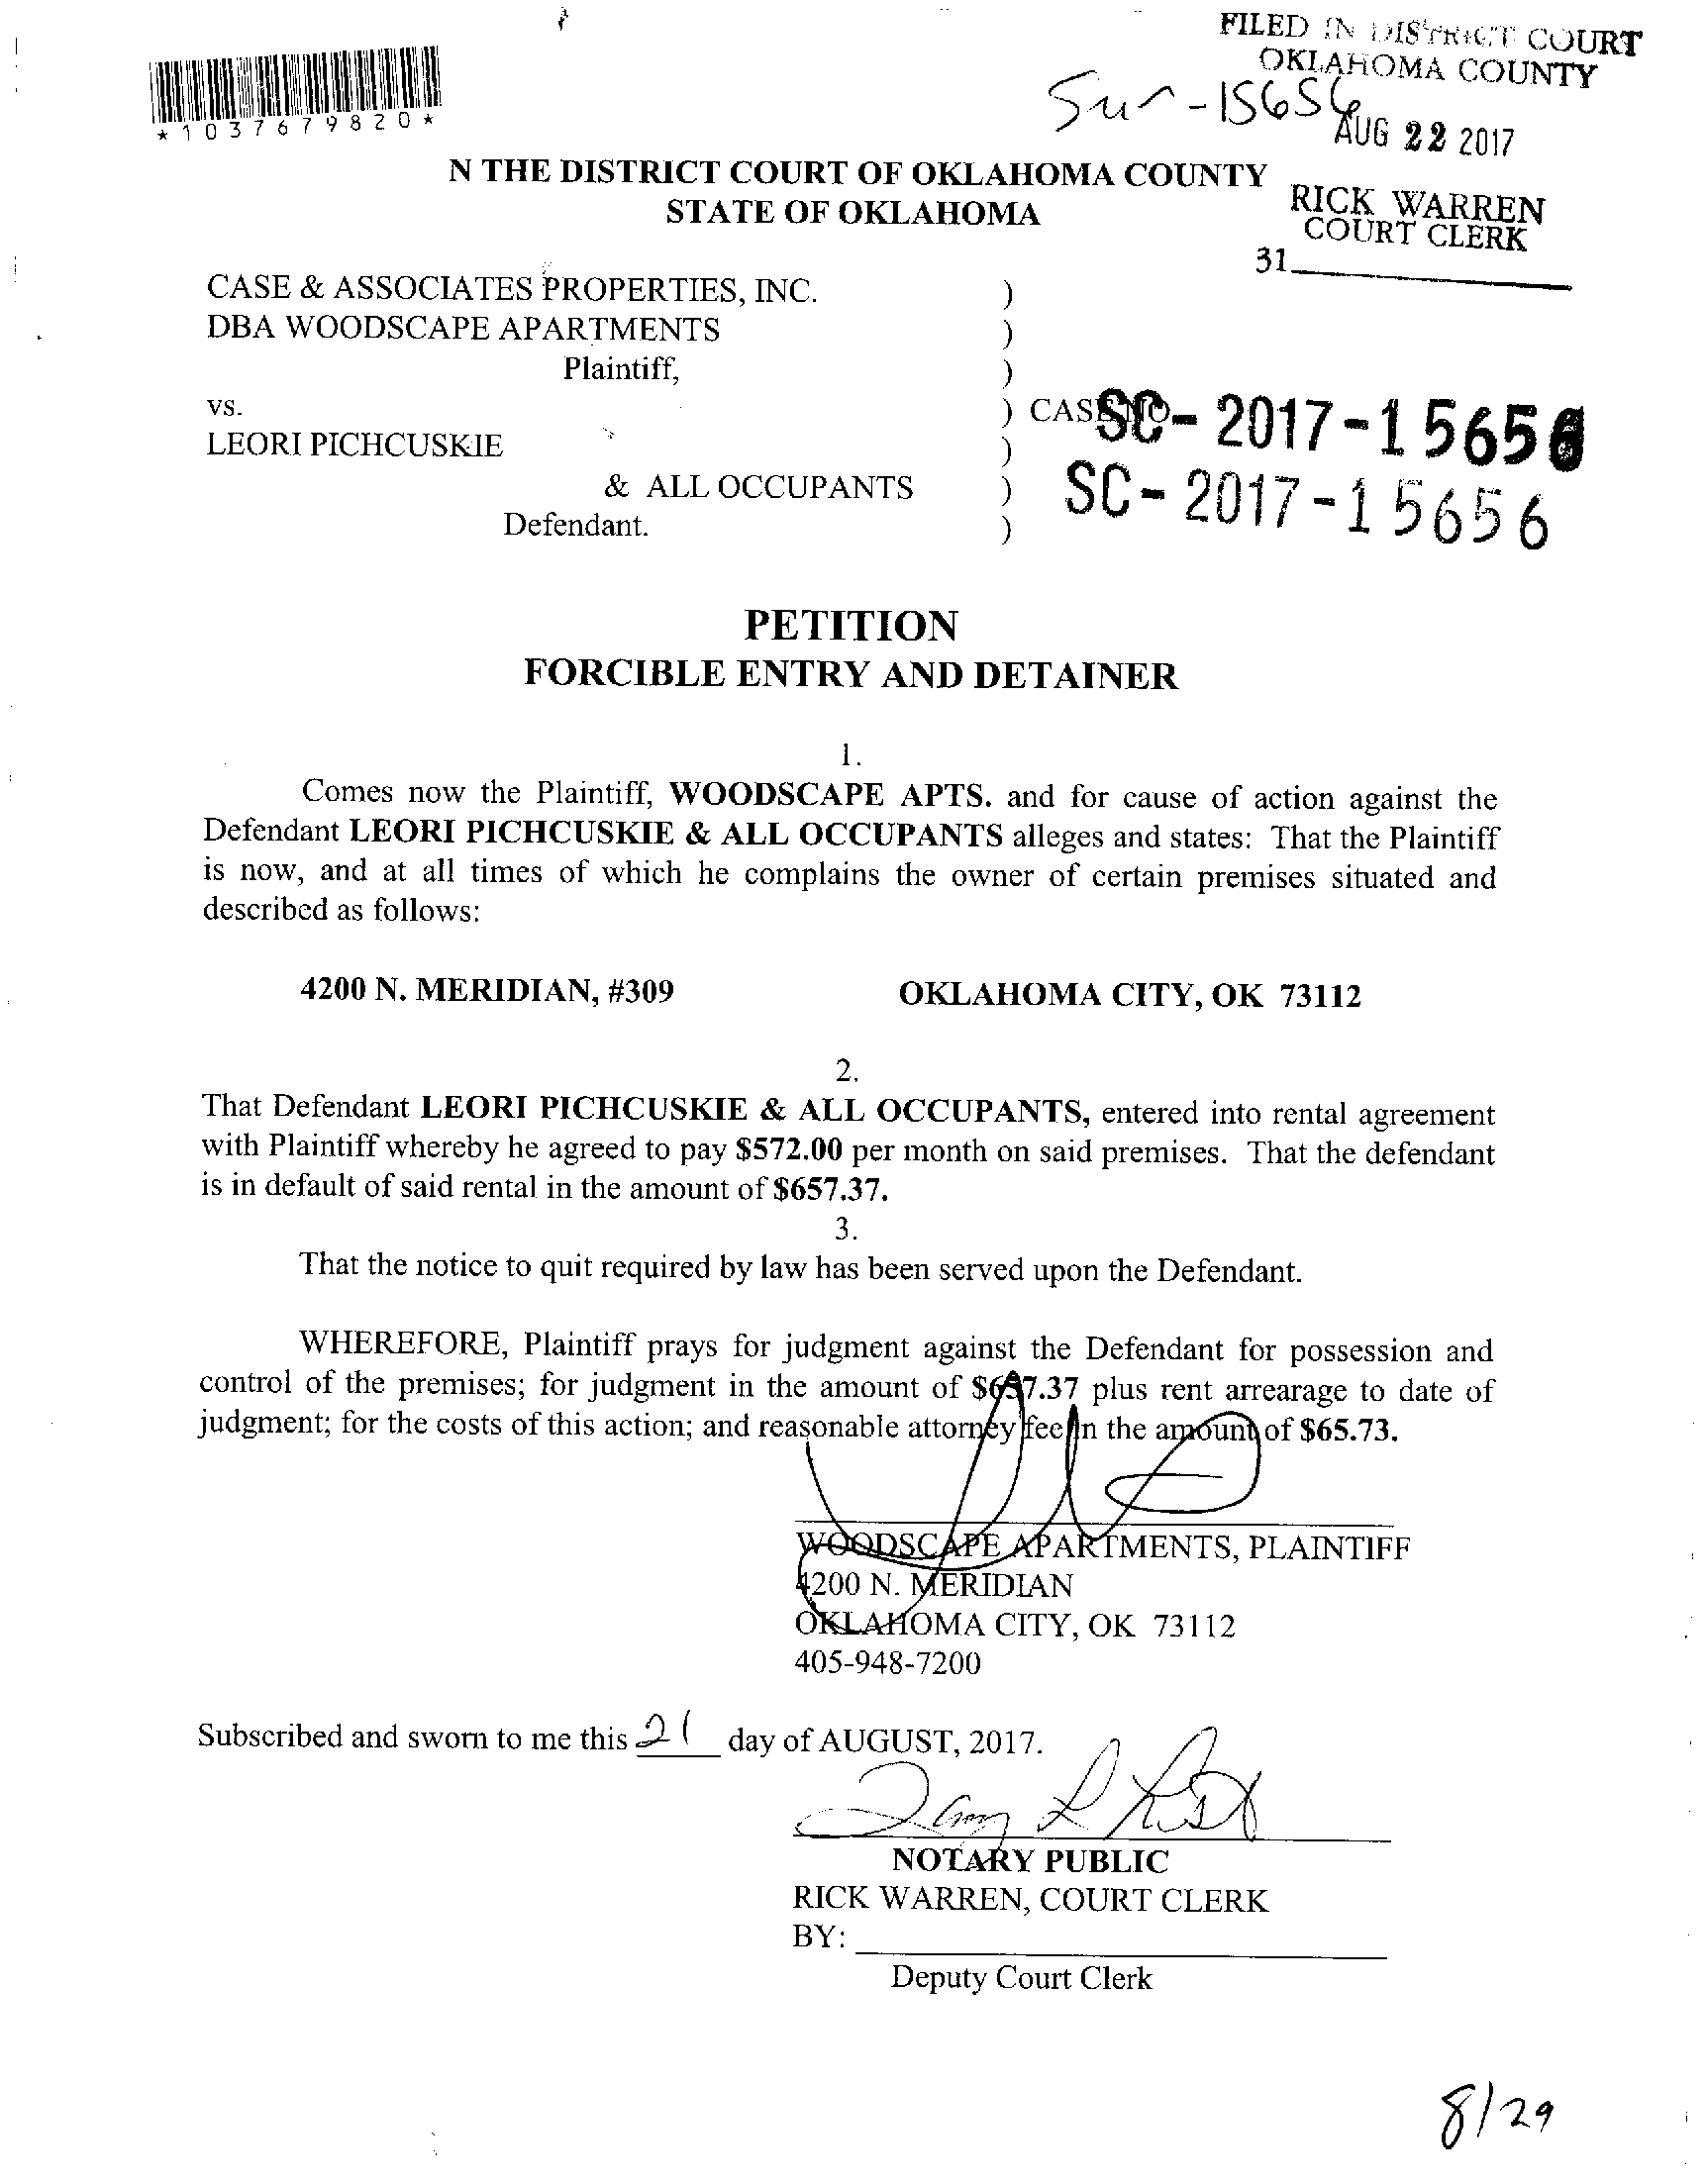 FILED IN DISTRICT COURT
OKLAHOMA COUNTY
*1037679820*
AUG 22 2017
N THE DISTRICT COURT OF OKLAHOMA COUNTY
STATE OF OKLAHOMA
RICK WARREN
COURT CLERK
31
CASE & ASSOCIATES PROPERTIES, INC. )
DBA WOODSCAPE APARTMENTS )
Plaintiff, )
vs. ) CASE NO. SC-2017-15656
LEORI PICHCUSKIE )
& ALL OCCUPANTS ) SC-2017-15656
Defendant. )
PETITION
FORCIBLE ENTRY AND DETAINER
1.
Comes now the Plaintiff, WOODSCAPE APTS. and for cause of action against the
Defendant LEORI PICHCUSKIE & ALL OCCUPANTS alleges and states: That the Plaintiff
is now, and at all times of which he complains the owner of certain premises situated and
described as follows:
4200 N. MERIDIAN, #309 OKLAHOMA CITY, OK 73112
2.
That Defendant LEORI PICHCUSKIE & ALL OCCUPANTS, entered into rental agreement
with Plaintiff whereby he agreed to pay $572.00 per month on said premises. That the defendant
is in default of said rental in the amount of $657.37.
3.
That the notice to quit required by law has been served upon the Defendant.
WHEREFORE, Plaintiff prays for judgment against the Defendant for possession and
control of the premises; for judgment in the amount of $657.37 plus rent arrearage to date of
judgment; for the costs of this action; and reasonable attorney fee in the amount of $65.73.
WOODSCAPE APARTMENTS, PLAINTIFF
4200 N. MERIDIAN
OKLAHOMA CITY, OK 73112
405-948-7200
Subscribed and sworn to me this 21 day of AUGUST, 2017.
NOTARY PUBLIC
RICK WARREN, COURT CLERK
BY:
Deputy Court Clerk
8/29